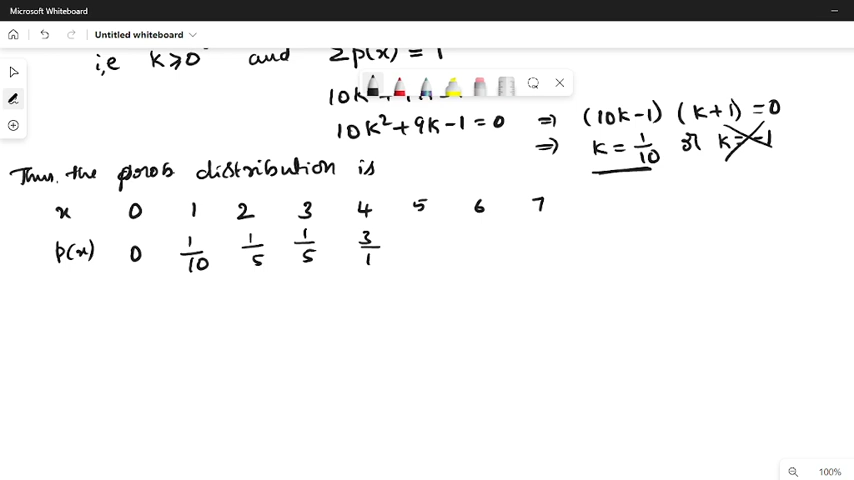 Microsoft Whiteboard
Untitled whiteboard
i,e k ≥ 0 and Σp(x) = 1
10k²
10k² + 9k - 1 = 0 ⇒ (10k-1) (k+1) = 0
⇒ k = 1/10 or k = -1
Thus, the porob distribution is
x 0 1 2 3 4 5 6 7
p(x) 0 1/10 1/5 1/5 3/1
100%